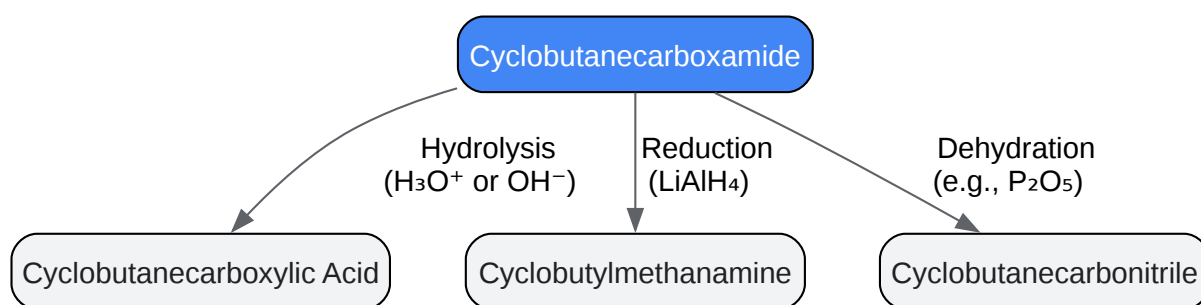 Cyclobutanecarboxamide
Hydrolysis
(H₃O⁺ or OH⁻)
Reduction
(LiAlH₄)
Dehydration
(e.g., P₂O₅)
Cyclobutanecarboxylic Acid
Cyclobutylmethanamine
Cyclobutanecarbonitrile